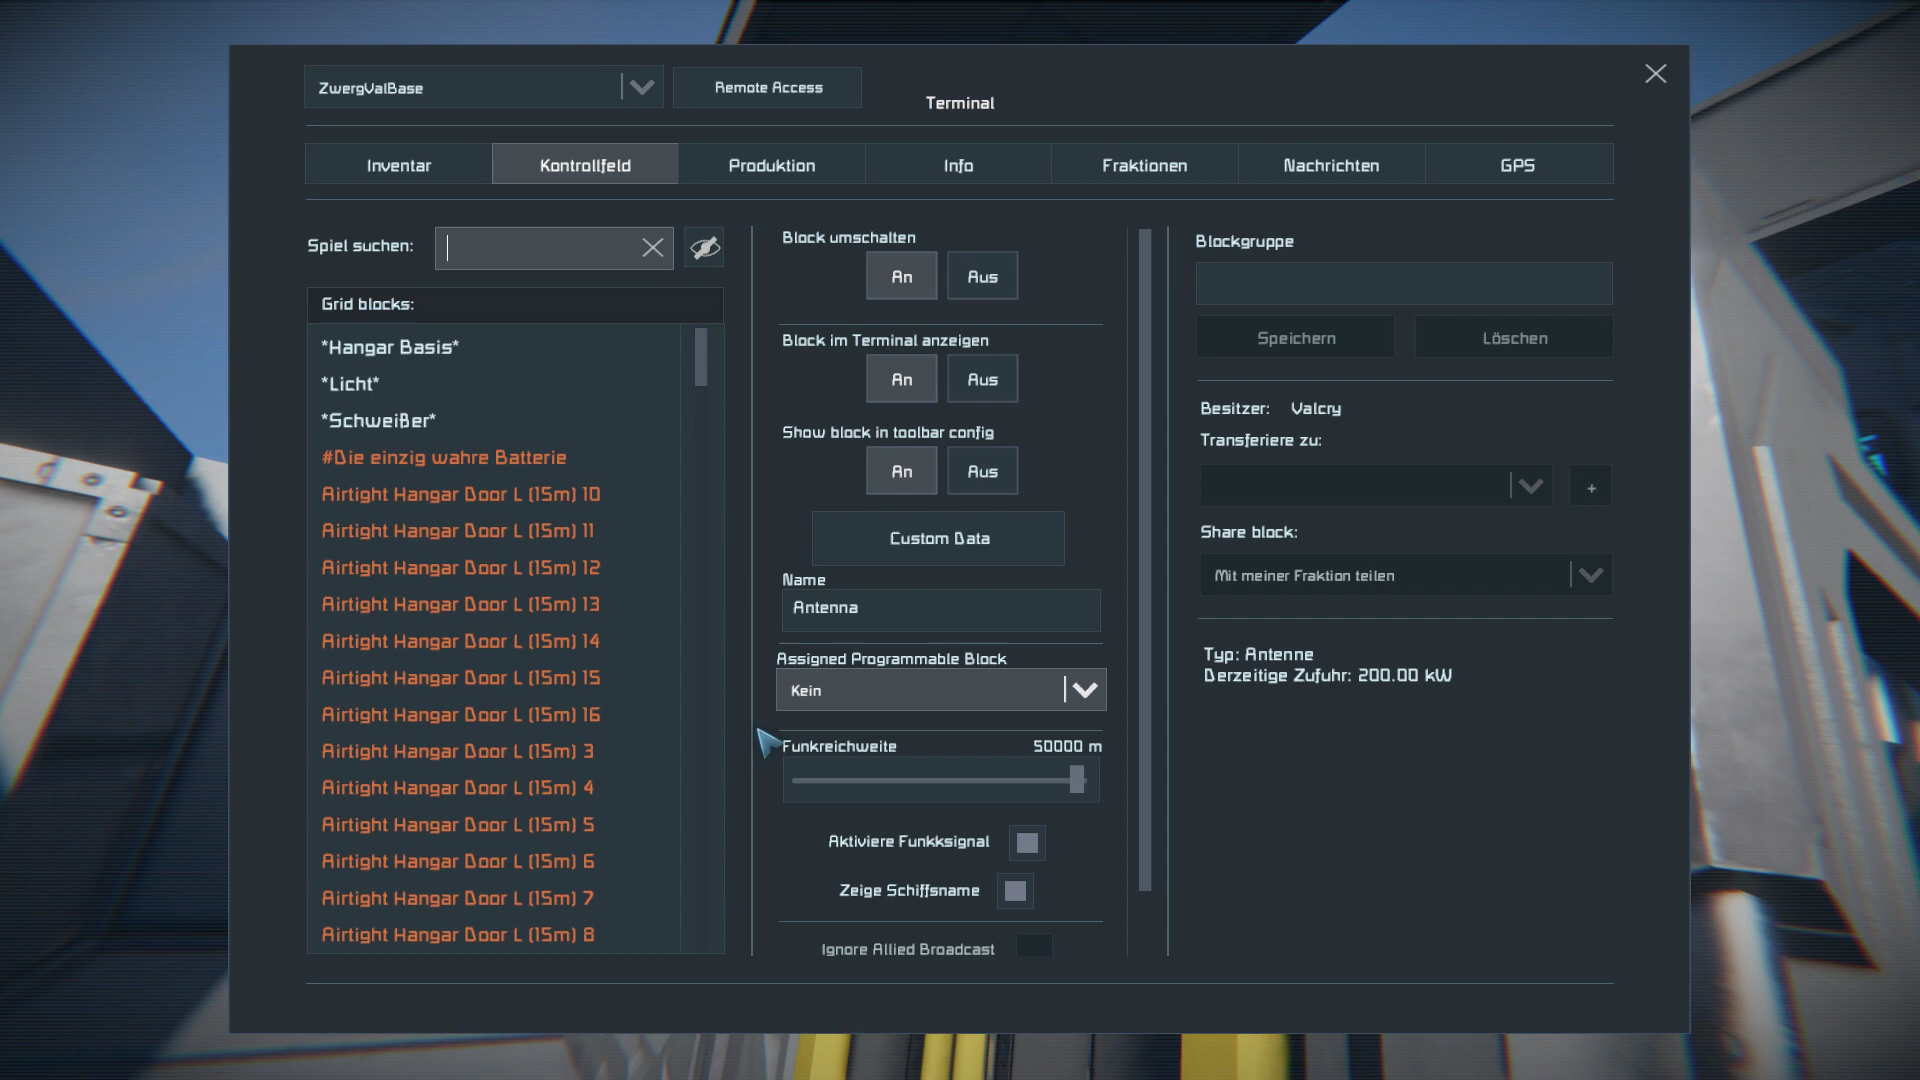 ZwergValBase
Remote Access
Terminal
Inventar
Kontrollfeld
Produktion
Info
Fraktionen
Nachrichten
GPS
Spiel suchen:
Grid blocks:
*Hangar Basis*
*Licht*
*Schweißer*
#Die einzig wahre Batterie
Airtight Hangar Door L (15m) 10
Airtight Hangar Door L (15m) 11
Airtight Hangar Door L (15m) 12
Airtight Hangar Door L (15m) 13
Airtight Hangar Door L (15m) 14
Airtight Hangar Door L (15m) 15
Airtight Hangar Door L (15m) 16
Airtight Hangar Door L (15m) 3
Airtight Hangar Door L (15m) 4
Airtight Hangar Door L (15m) 5
Airtight Hangar Door L (15m) 6
Airtight Hangar Door L (15m) 7
Airtight Hangar Door L (15m) 8
Block umschalten
An Aus
Block im Terminal anzeigen
An Aus
Show block in toolbar config
An Aus
Custom Data
Name
Antenna
Assigned Programmable Block
Kein
Funkreichweite 50000 m
Aktiviere Funkksignal
Zeige Schiffsname
Ignore Allied Broadcast
Blockgruppe
Speichern Löschen
Besitzer: Valcry
Transferiere zu:
+
Share block:
Mit meiner Fraktion teilen
Typ: Antenne
Derzeitige Zufuhr: 200.00 kW